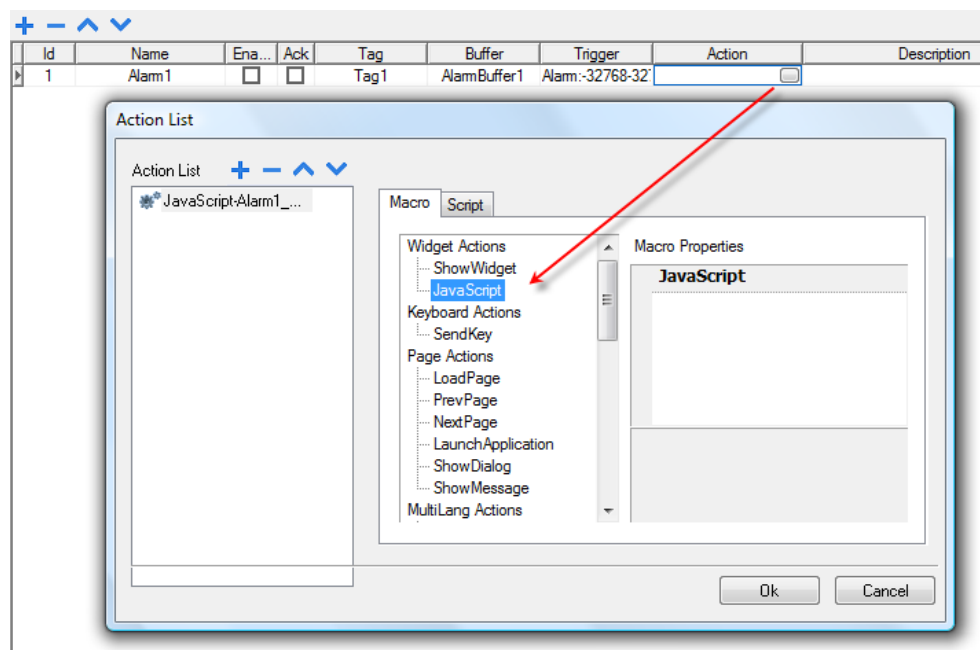 Id Name Ena... Ack Tag Buffer Trigger Action Description
1 Alarm1 Tag1 AlarmBuffer1 Alarm:-32768-32
Action List
Action List
JavaScript-Alarm1_...
Macro Script
Widget Actions
ShowWidget
JavaScript
Keyboard Actions
SendKey
Page Actions
LoadPage
PrevPage
NextPage
LaunchApplication
ShowDialog
ShowMessage
MultiLang Actions
Macro Properties
JavaScript
Ok Cancel